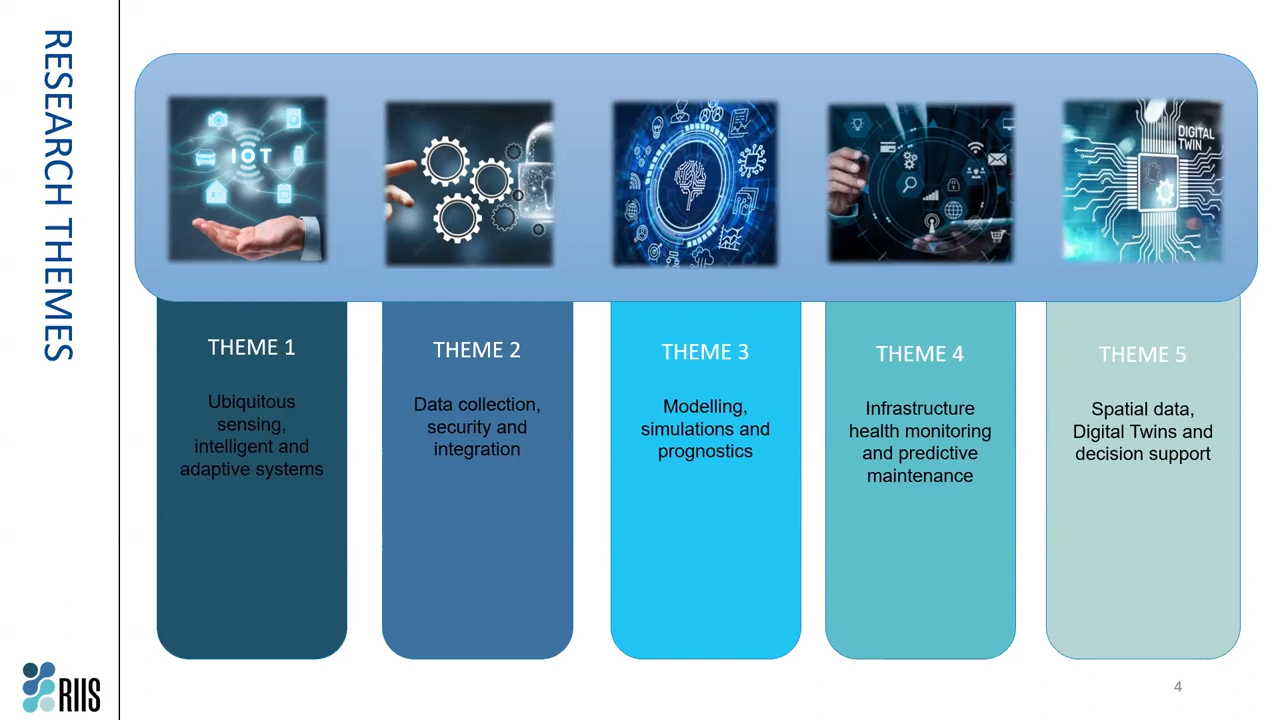 RESEARCH THEMES
IOT
DIGITAL
TWIN
THEME 1
Ubiquitous
sensing,
intelligent and
adaptive systems
THEME 2
Data collection,
security and
integration
THEME 3
Modelling,
simulations and
prognostics
THEME 4
Infrastructure
health monitoring
and predictive
maintenance
THEME 5
Spatial data,
Digital Twins and
decision support
RIIS
4